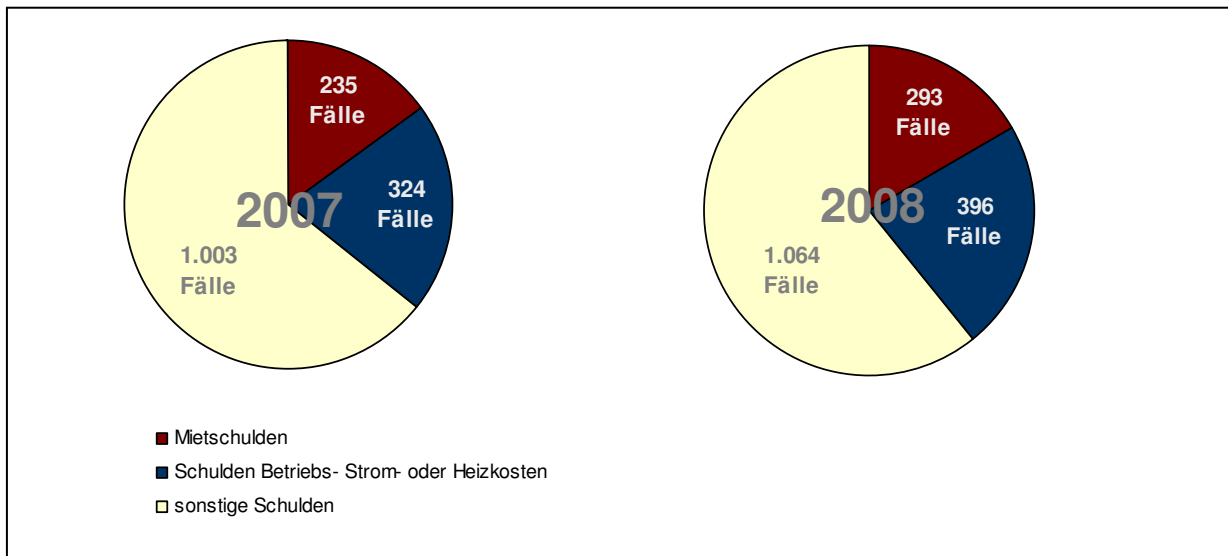 235
Fälle
324
Fälle
2007
1.003
Fälle
293
Fälle
396
Fälle
2008
1.064
Fälle
Mietschulden
Schulden Betriebs- Strom- oder Heizkosten
sonstige Schulden